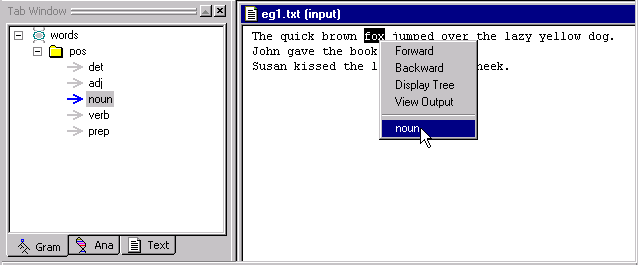 Tab Window
words
pos
det
adj
noun
verb
prep
Gram
Ana
Text
eg1.txt (input)
The quick brown fox jumped over the lazy yellow dog.
John gave the book
Susan kissed the l heek.
Forward
Backward
Display Tree
View Output
noun